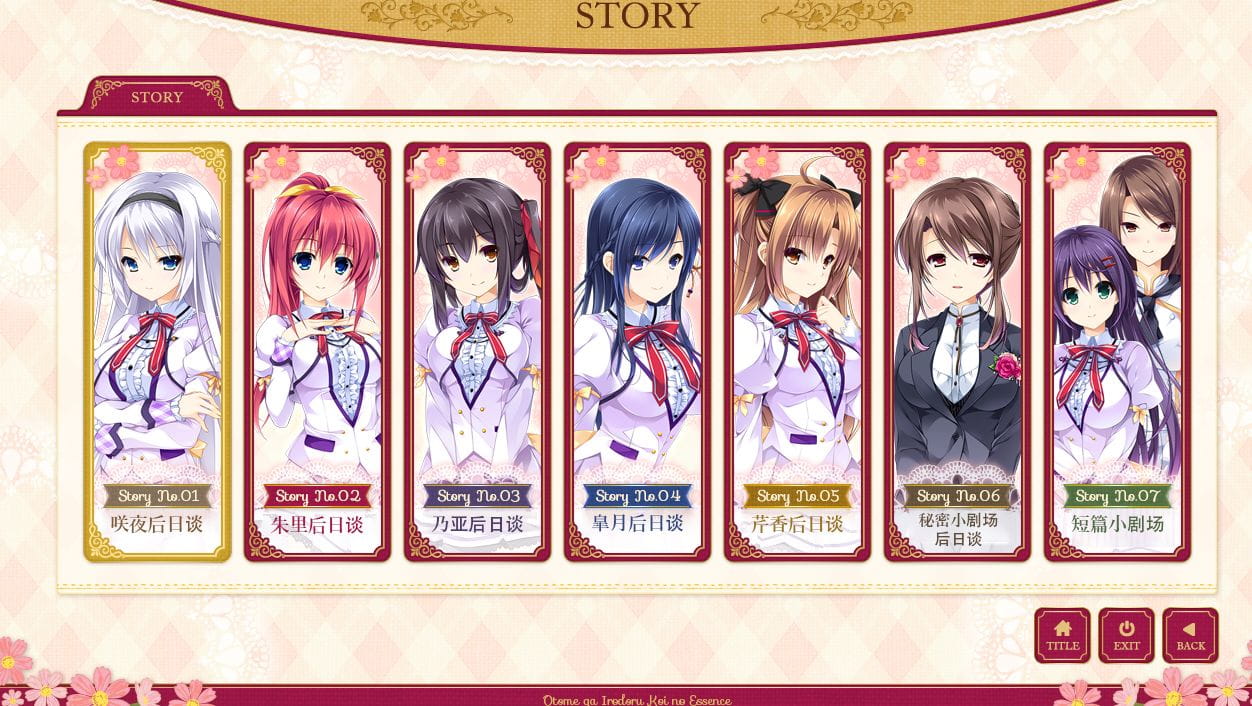 STORY
STORY
Story No.01
咲夜后日谈
Story No.02
朱里后日谈
Story No.03
乃亚后日谈
Story No.04
皐月后日谈
Story No.05
芹香后日谈
Story No.06
秘密小剧场
后日谈
Story No.07
短篇小剧场
TITLE
EXIT
BACK
Otome ga Irodoru Koi no Essence